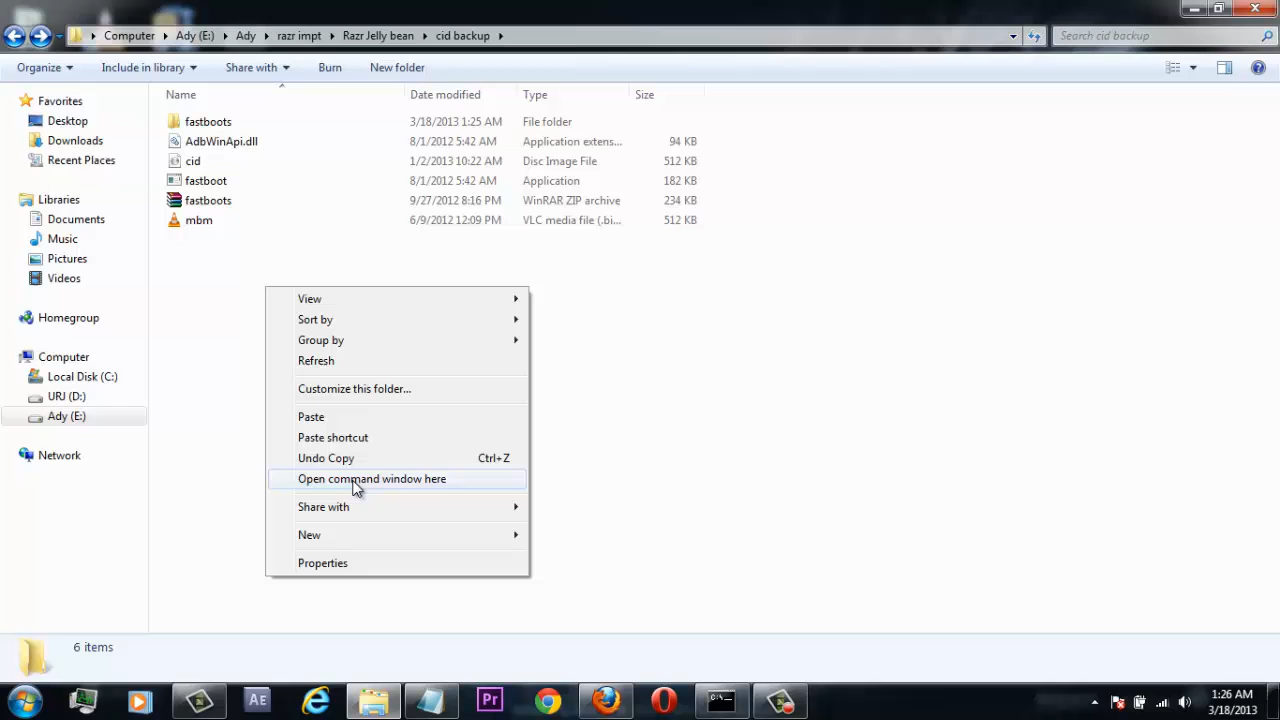 Computer Ady (E:) Ady razr impt Razr Jelly bean cid backup Search cid backup
Organize Include in library Share with Burn New folder
Name Date modified Type Size
Favorites
Desktop
Downloads
Recent Places
Libraries
Documents
Music
Pictures
Videos
Homegroup
Computer
Local Disk (C:)
URJ (D:)
Ady (E:)
Network
fastboots 3/18/2013 1:25 AM File folder
AdbWinApi.dll 8/1/2012 5:42 AM Application extens... 94 KB
cid 1/2/2013 10:22 AM Disc Image File 512 KB
fastboot 8/1/2012 5:42 AM Application 182 KB
fastboots 9/27/2012 8:16 PM WinRAR ZIP archive 234 KB
mbm 6/9/2012 12:09 PM VLC media file (.bi... 512 KB
View
Sort by
Group by
Refresh
Customize this folder...
Paste
Paste shortcut
Undo Copy Ctrl+Z
Open command window here
Share with
New
Properties
6 items
AE
Pr
C:\
1:26 AM
3/18/2013